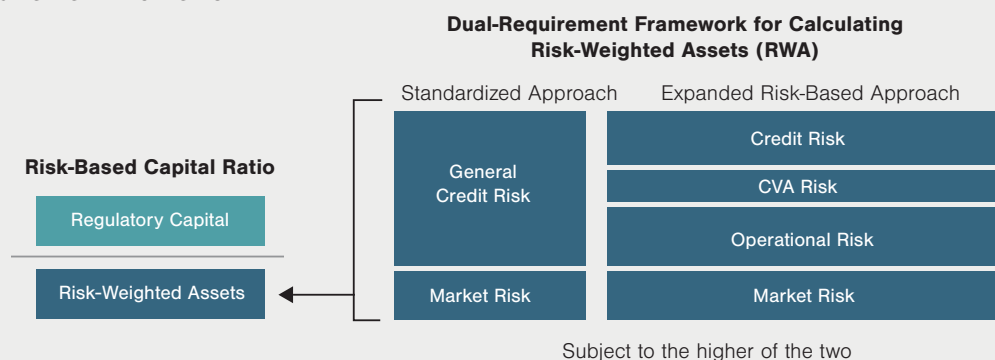 Dual-Requirement Framework for Calculating
Risk-Weighted Assets (RWA)
Standardized Approach
Expanded Risk-Based Approach
Risk-Based Capital Ratio
Regulatory Capital
Risk-Weighted Assets
General
Credit Risk
Market Risk
Credit Risk
CVA Risk
Operational Risk
Market Risk
Subject to the higher of the two